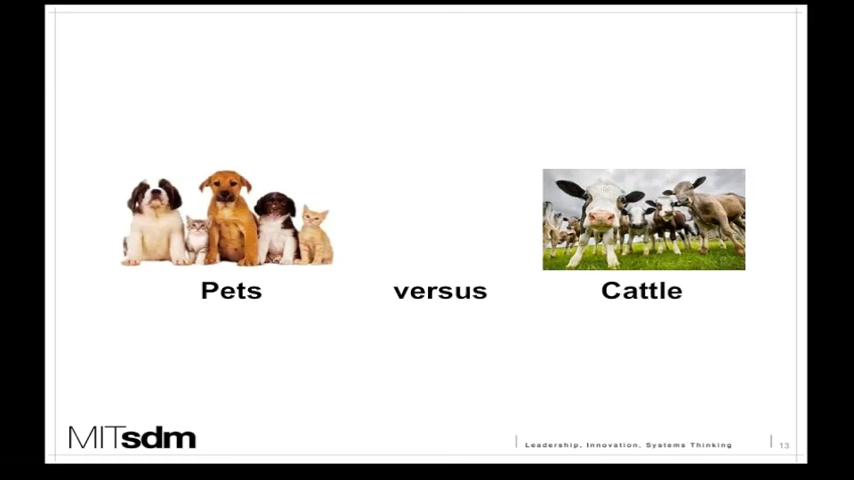 Pets versus Cattle
MITsdm
Leadership, Innovation, Systems Thinking
13